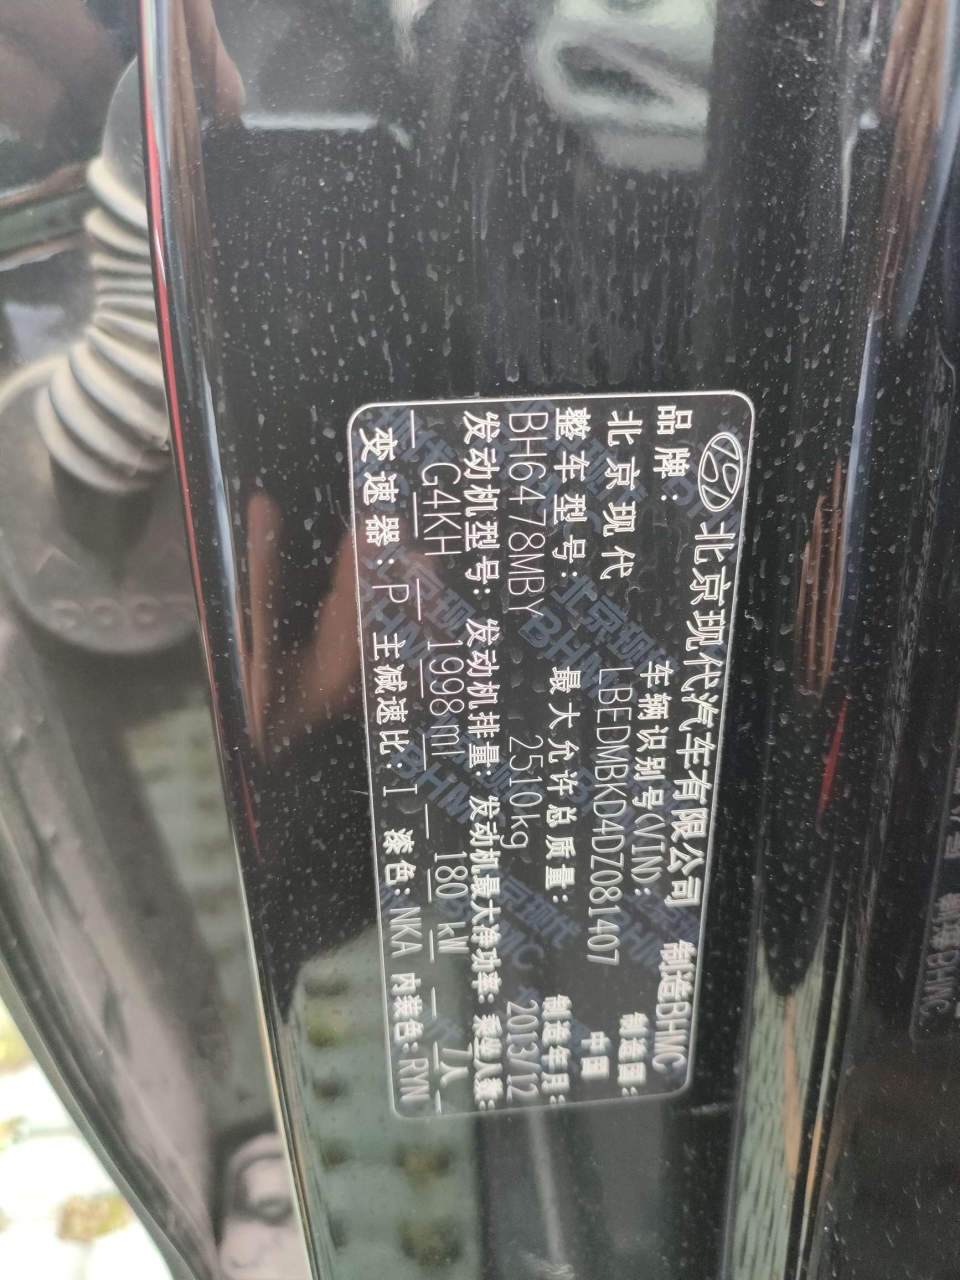 北京现代汽车有限公司 制造BHMC
品牌: 车辆识别号(VIN): 制造国:
北京现代 LBEDMBKD4DZ081407 中国
整车型号: 最大允许总质量: 制造年月:
BH6478MBY 2510kg 2013/12
发动机型号: 发动机排量: 发动机最大净功率: 乘坐人数:
G4KH 1998ml 180kW 7人
变速器: P 主减速比: I 漆色: NKA 内装色: RYN